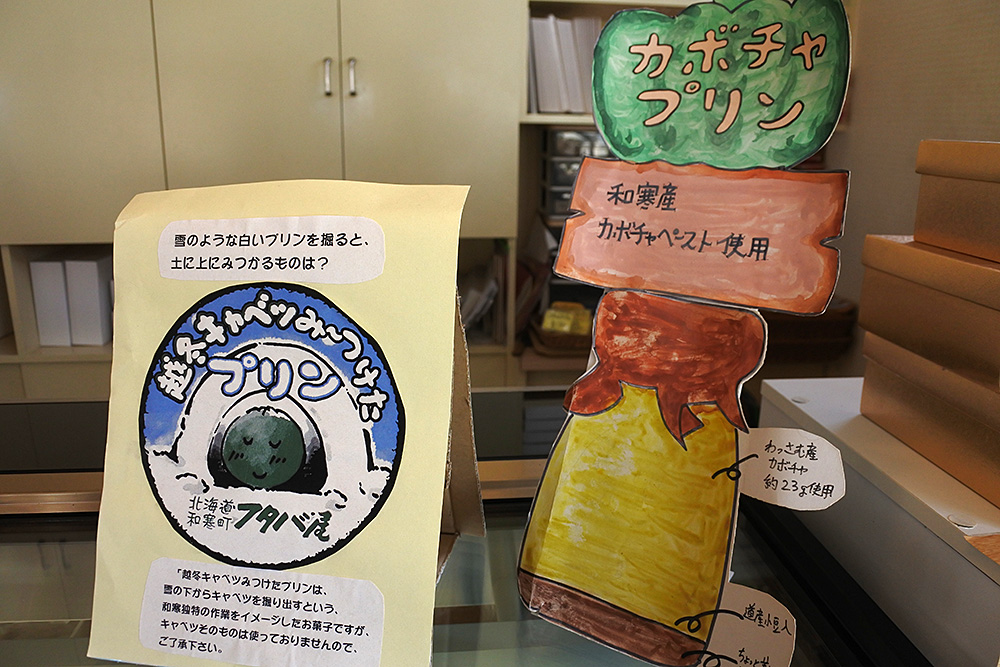 雪のような白いプリンを掘ると、
土に上にみつかるものは？
越冬キャベツみ〜つけた
プリン
北海道
和寒町
フタバ屋
「越冬キャベツみつけたプリンは、
雪の下からキャベツを掘り出すという、
和寒独特の作業をイメージしたお菓子ですが、
キャベツそのものは使っておりませんので、
ご了承下さい。
カボチャ
プリン
和寒産
カボチャペースト使用
わっさむ産
カボチャ
約23g使用
道産小豆入